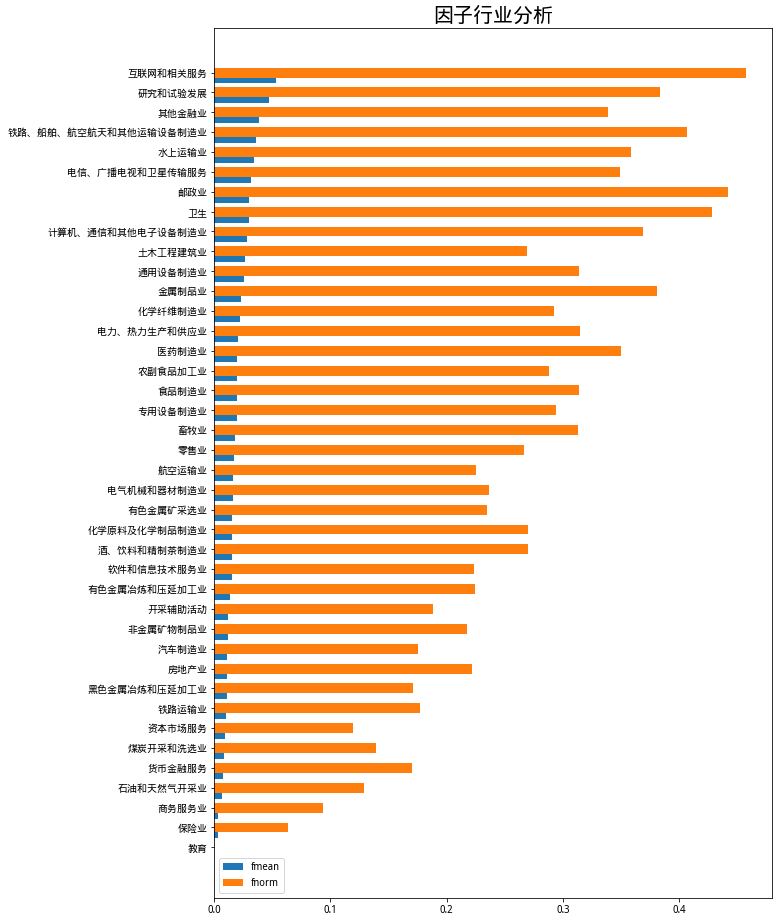 因子行业分析
互联网和相关服务
研究和试验发展
其他金融业
铁路、船舶、航空航天和其他运输设备制造业
水上运输业
电信、广播电视和卫星传输服务
邮政业
卫生
计算机、通信和其他电子设备制造业
土木工程建筑业
通用设备制造业
金属制品业
化学纤维制造业
电力、热力生产和供应业
医药制造业
农副食品加工业
食品制造业
专用设备制造业
畜牧业
零售业
航空运输业
电气机械和器材制造业
有色金属矿采选业
化学原料及化学制品制造业
酒、饮料和精制茶制造业
软件和信息技术服务业
有色金属冶炼和压延加工业
开采辅助活动
非金属矿物制品业
汽车制造业
房地产业
黑色金属冶炼和压延加工业
铁路运输业
资本市场服务
煤炭开采和洗选业
货币金融服务
石油和天然气开采业
商务服务业
保险业
教育
fmean
fnorm
0.0 0.1 0.2 0.3 0.4